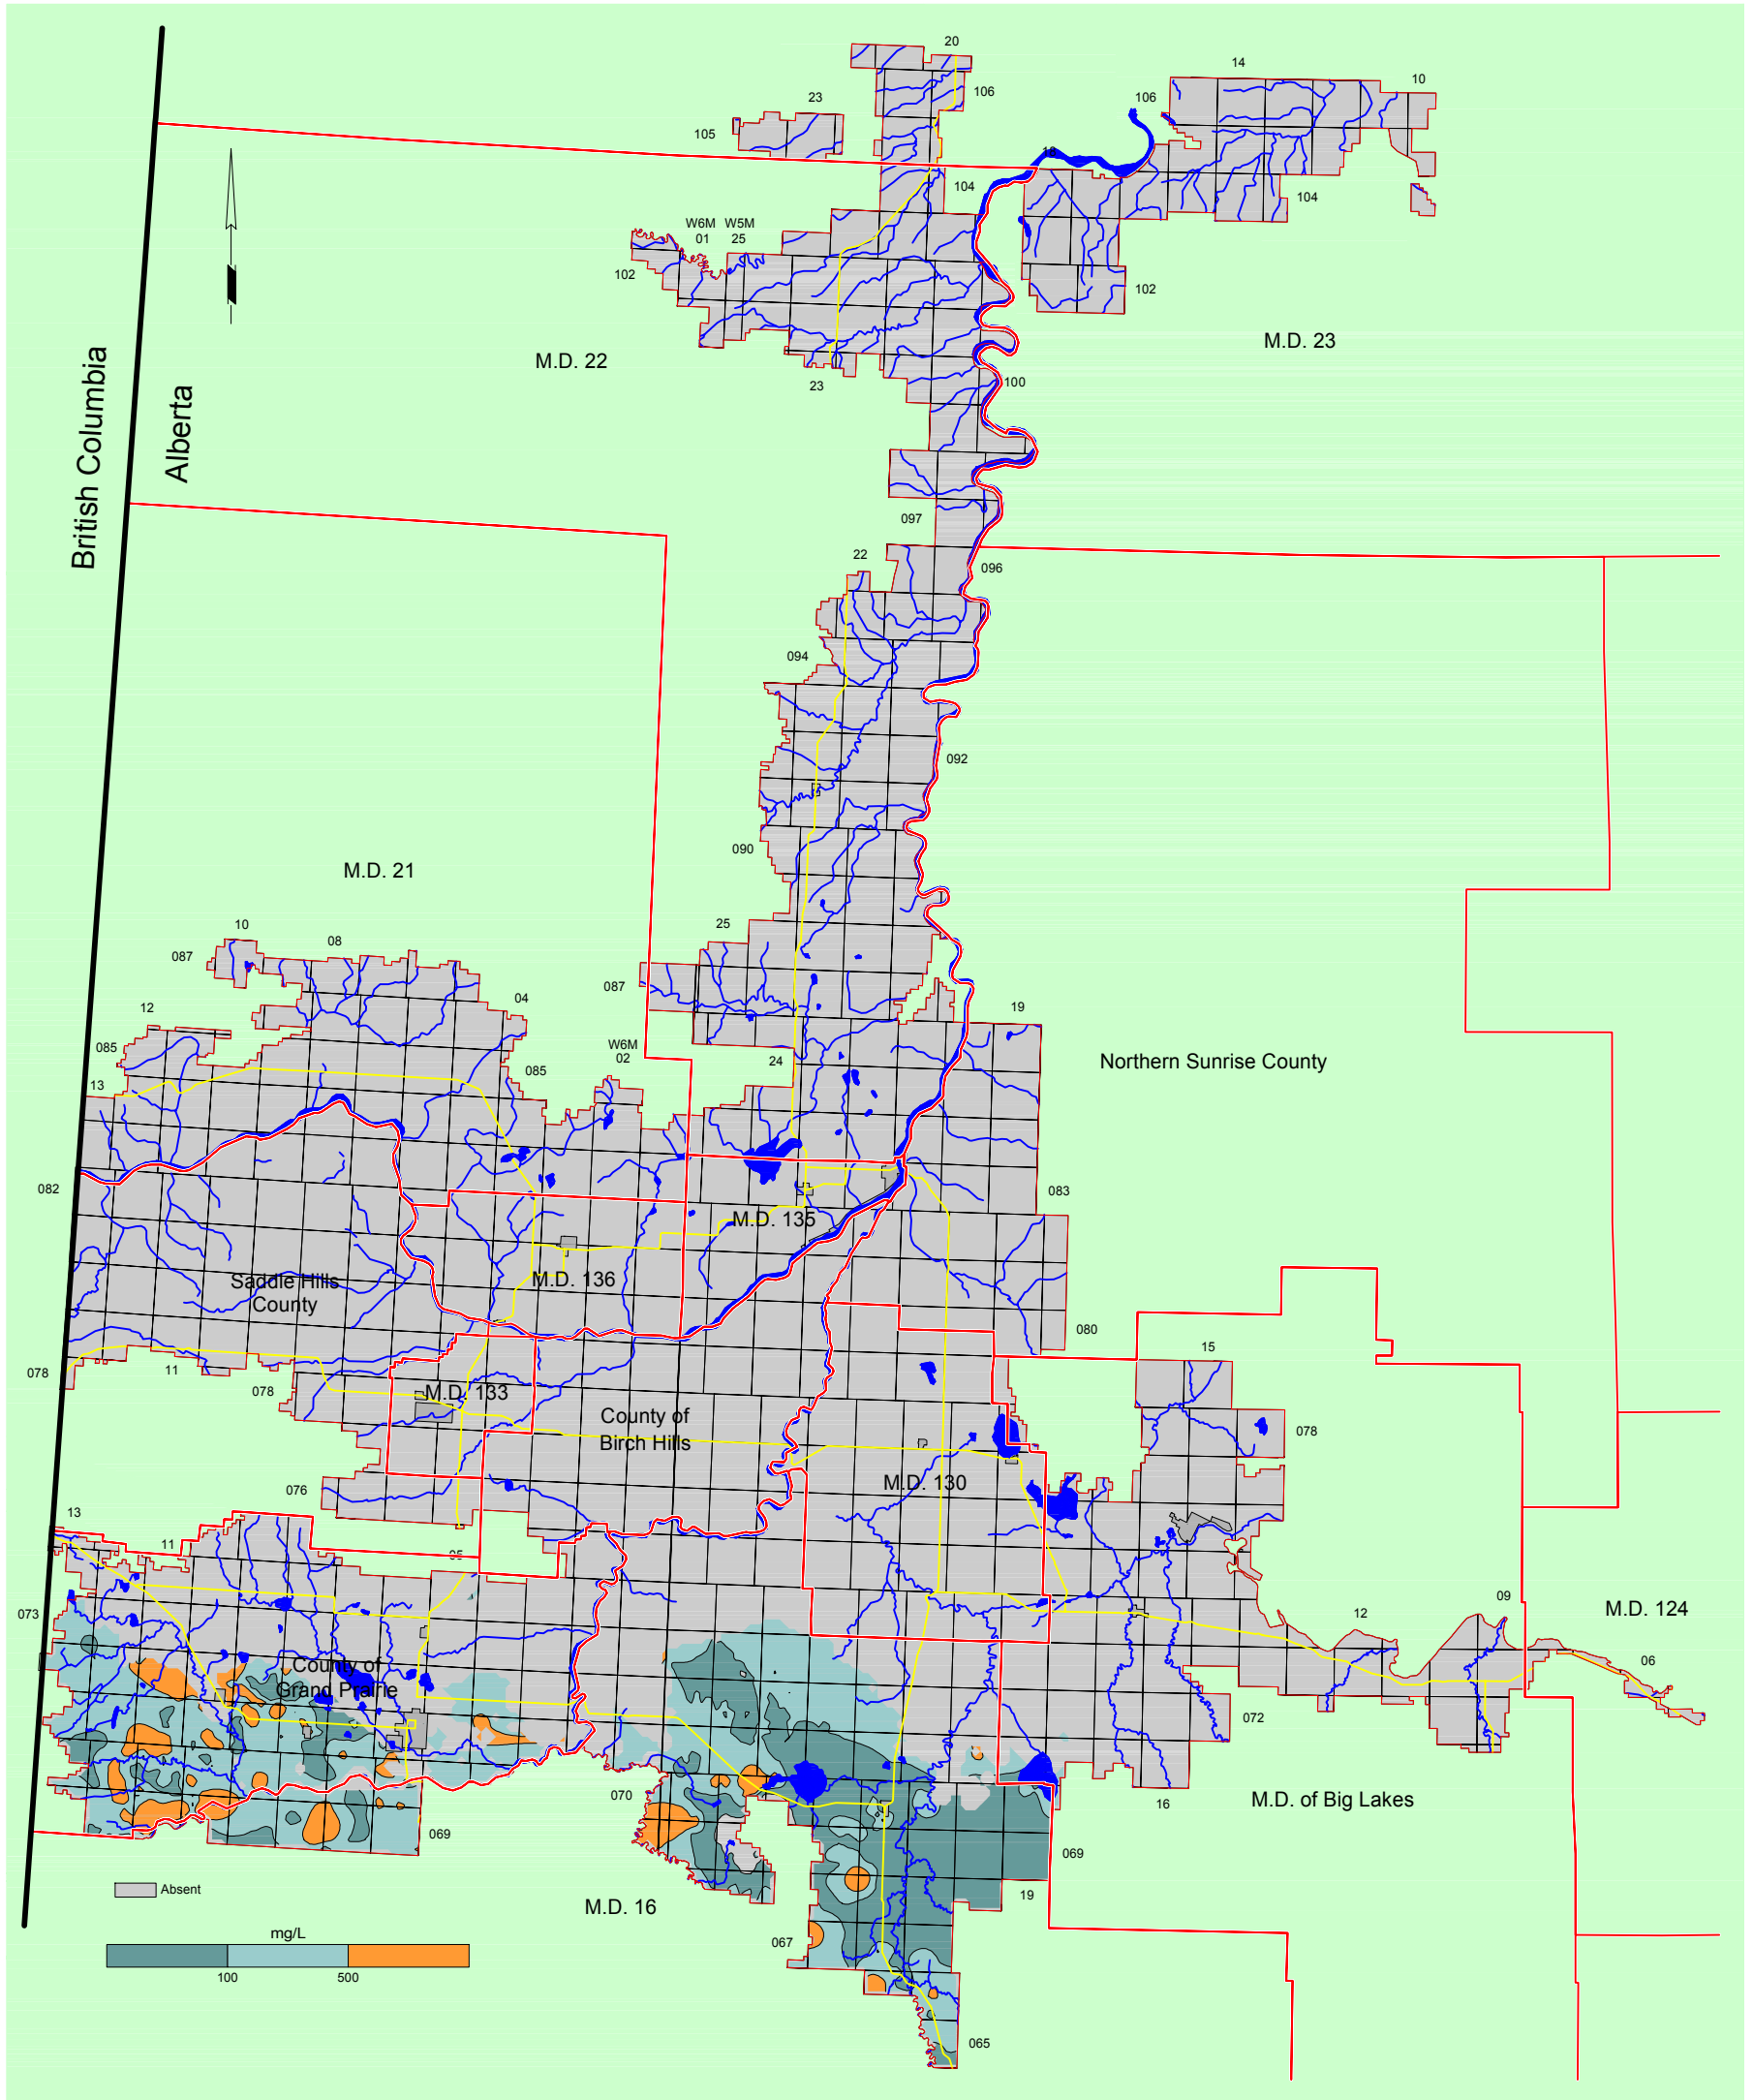 20
14
10
106
23
106
105
18
104
104
W6M W5M
01 25
102
102
M.D. 23
M.D. 22
23
100
British Columbia
Alberta
097
22
096
094
092
090
M.D. 21
10
25
08
087
087
04
12
19
W6M
02
085
24
Northern Sunrise County
085
13
082
083
M.D. 135
Saddle Hills
County
M.D. 136
080
15
078
11
078
M.D. 133
County of
Birch Hills
078
M.D. 130
076
13
11
05
09
M.D. 124
12
073
06
County of
Grand Prairie
072
070
16
M.D. of Big Lakes
069
069
Absent
19
M.D. 16
mg/L
067
100 500
065